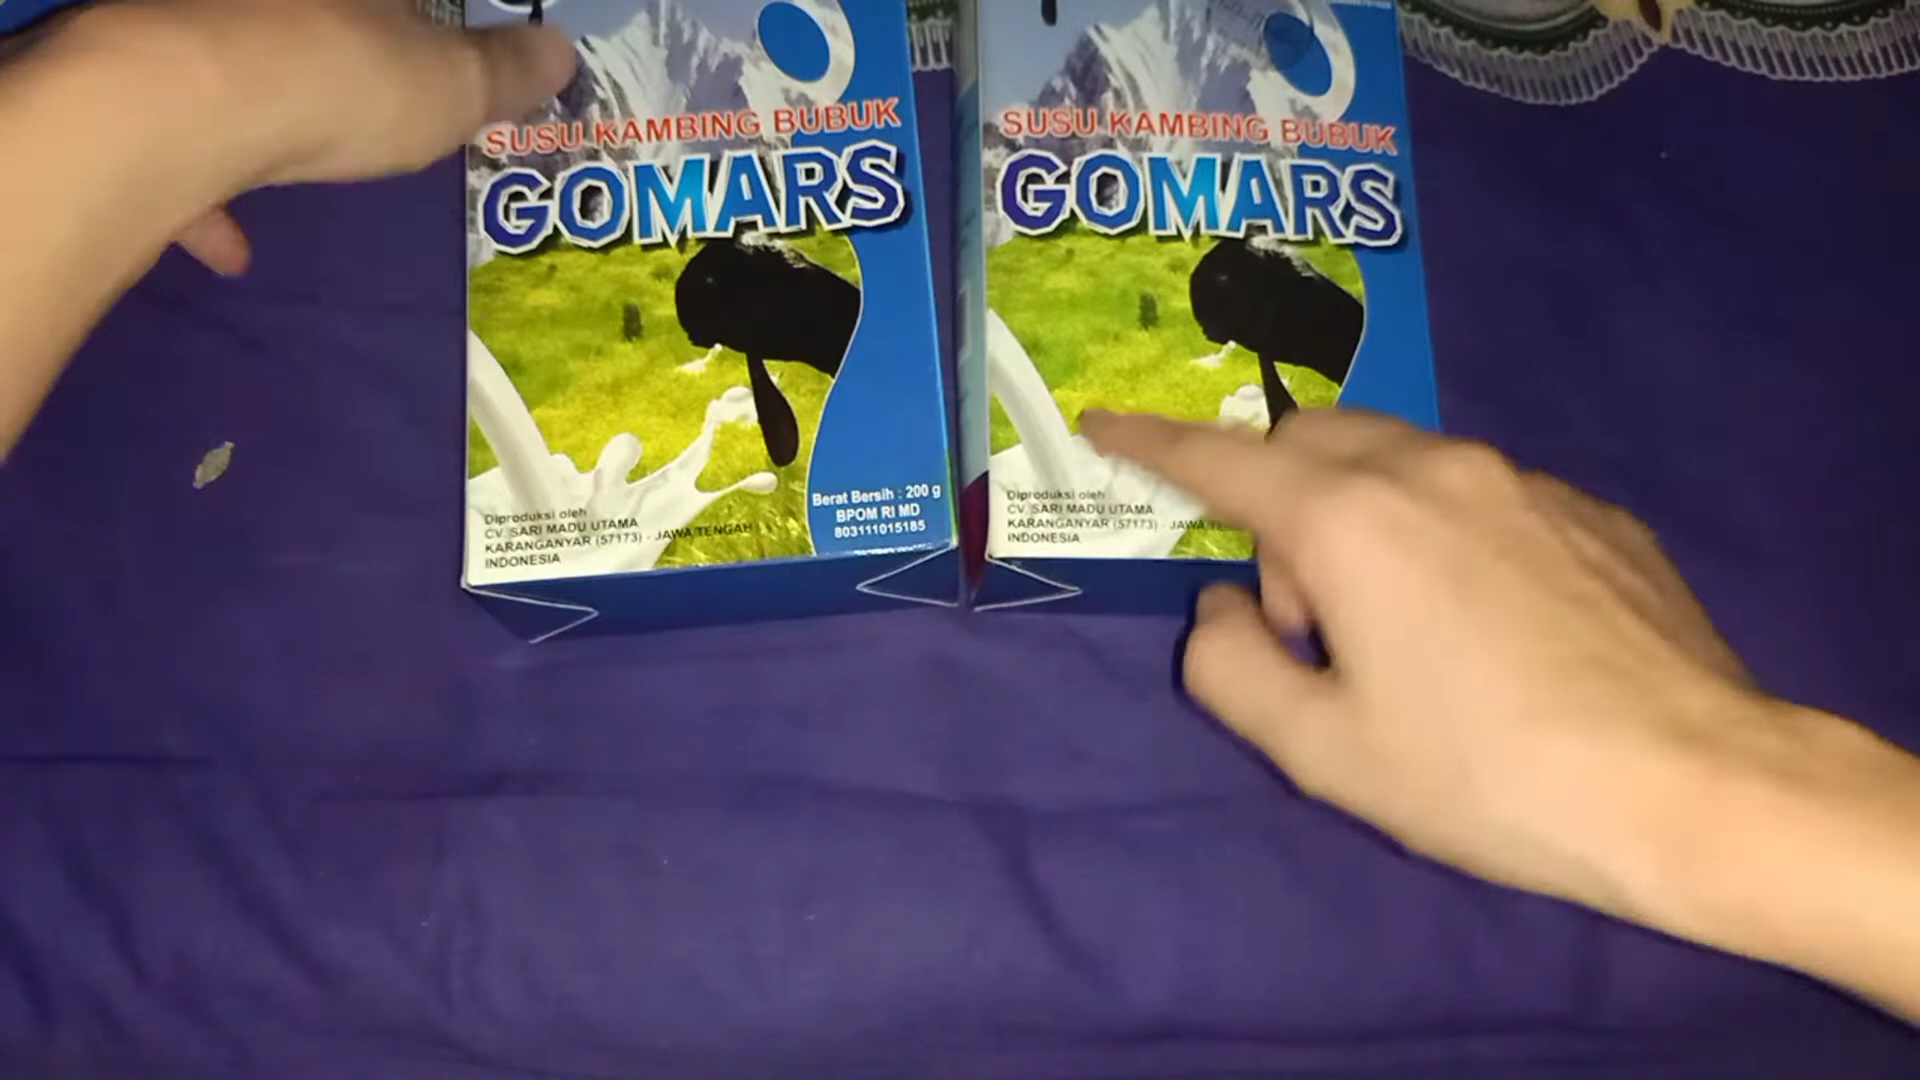 SUSU KAMBING BUBUK
GOMARS
Diproduksi oleh
CV. SARI MADU UTAMA
KARANGANYAR (57173) - JAWA TENGAH
INDONESIA
Berat Bersih : 200 g
BPOM RI MD
803111015185
SUSU KAMBING BUBUK
GOMARS
Diproduksi oleh
CV. SARI MADU UTAMA
KARANGANYAR (57173) - JAWA
INDONESIA